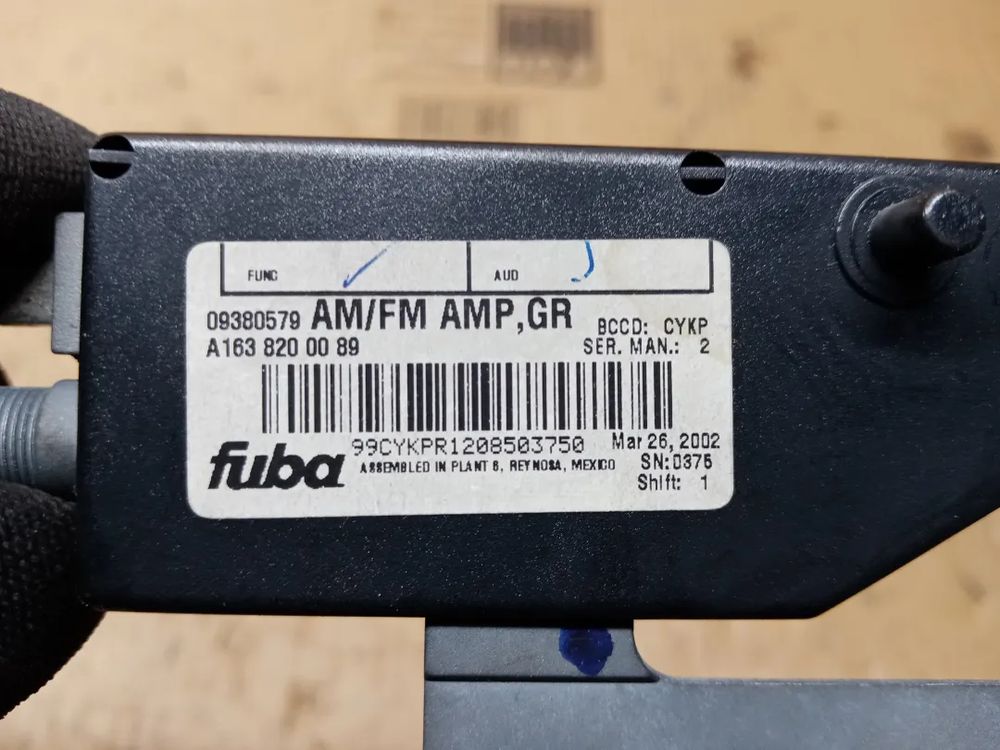 FUNC
AUD
09380579 AM/FM AMP,GR
BCCD: CYKP
A163 820 00 89
SER. MAN.: 2
99CYKPR1208503750
Mar 26, 2002
fuba
ASSEMBLED IN PLANT 6, REYNOSA, MEXICO
SN:0375
Shift: 1